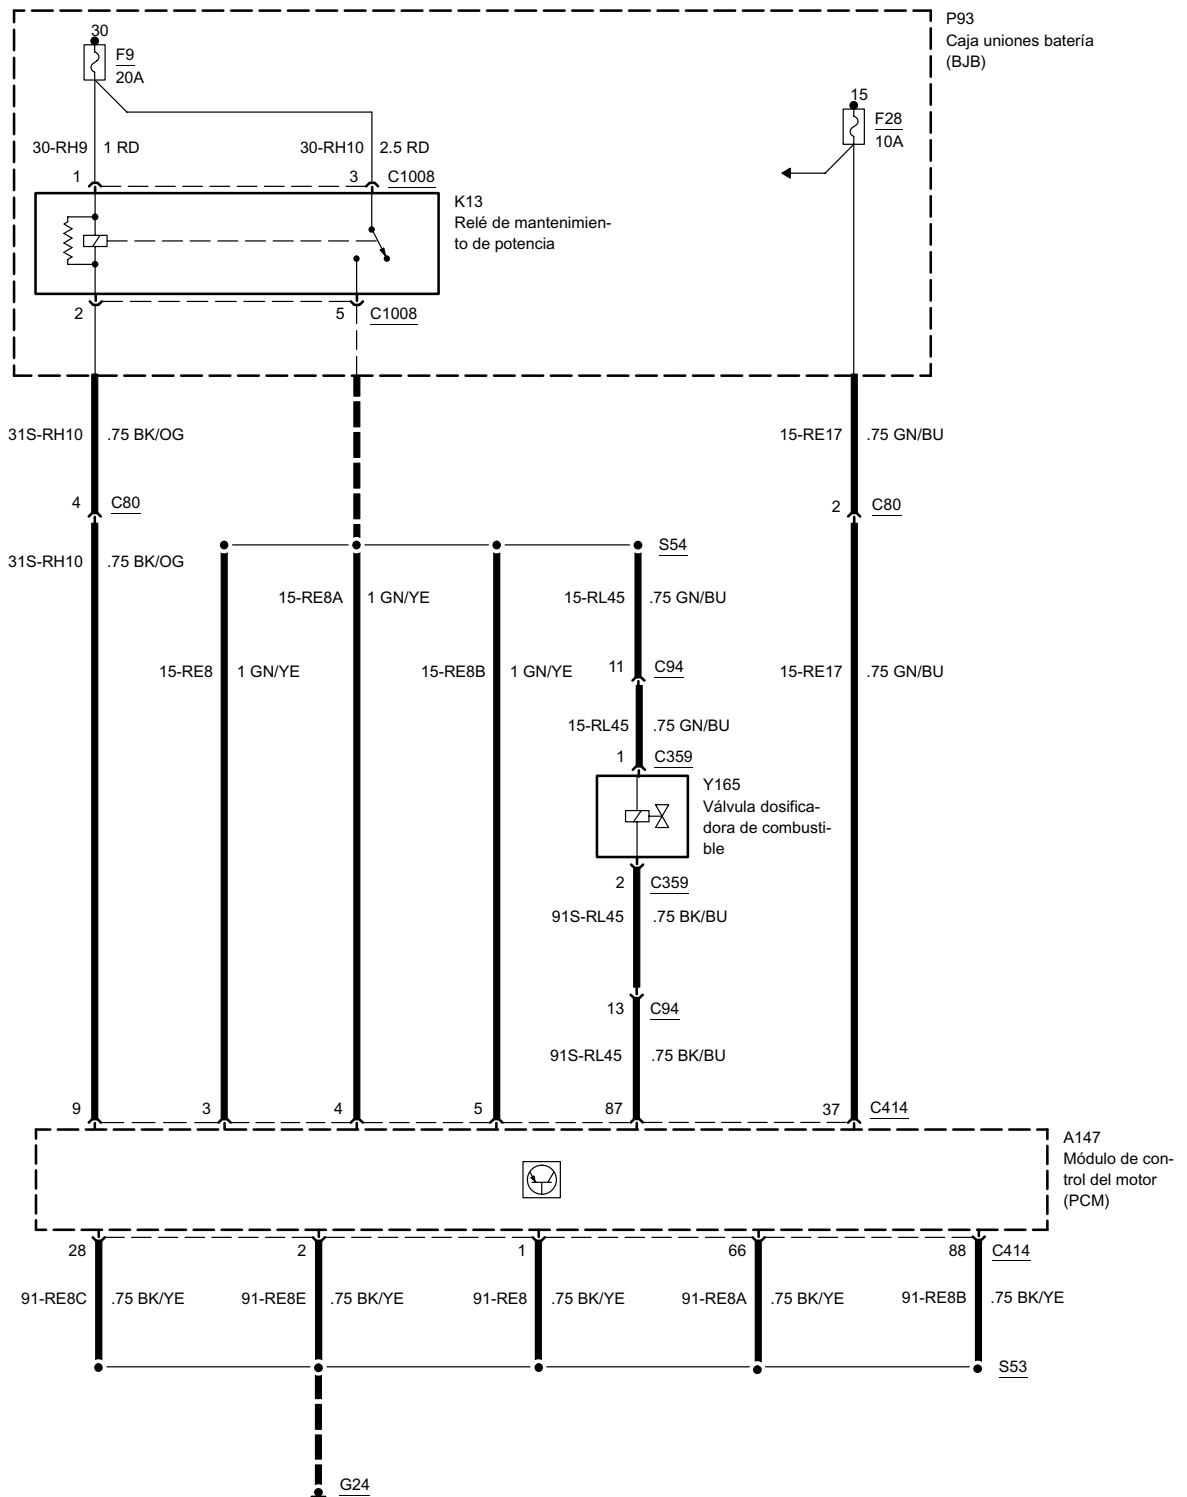 P93
Caja uniones batería
(BJB)
30
F9
20A
15
F28
10A
30-RH9 1 RD
30-RH10 2.5 RD
1
3 C1008
K13
Relé de mantenimien-
to de potencia
2
5 C1008
31S-RH10 .75 BK/OG
15-RE17 .75 GN/BU
4 C80
2 C80
S54
31S-RH10 .75 BK/OG
15-RE8A 1 GN/YE
15-RL45 .75 GN/BU
11 C94
15-RE8 1 GN/YE
15-RE8B 1 GN/YE
15-RE17 .75 GN/BU
15-RL45 .75 GN/BU
1 C359
Y165
Válvula dosifica-
dora de combusti-
ble
2 C359
91S-RL45 .75 BK/BU
13 C94
91S-RL45 .75 BK/BU
9
3
4
5
87
37 C414
A147
Módulo de con-
trol del motor
(PCM)
28
2
1
66
88 C414
91-RE8C .75 BK/YE
91-RE8E .75 BK/YE
91-RE8 .75 BK/YE
91-RE8A .75 BK/YE
91-RE8B .75 BK/YE
S53
G24